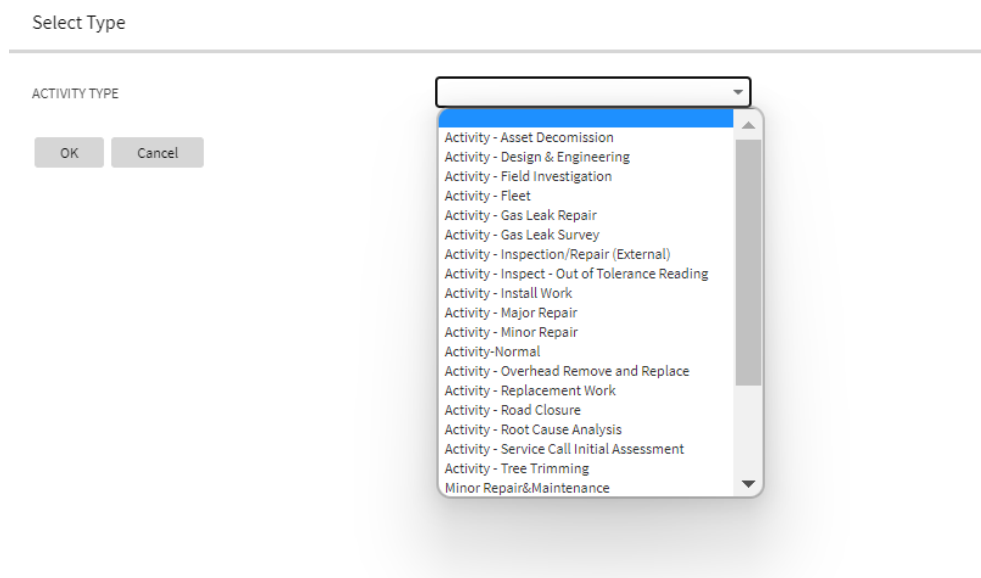 Select Type
ACTIVITY TYPE
OK Cancel
Activity - Asset Decomission
Activity - Design & Engineering
Activity - Field Investigation
Activity - Fleet
Activity - Gas Leak Repair
Activity - Gas Leak Survey
Activity - Inspection/Repair (External)
Activity - Inspect - Out of Tolerance Reading
Activity - Install Work
Activity - Major Repair
Activity - Minor Repair
Activity-Normal
Activity - Overhead Remove and Replace
Activity - Replacement Work
Activity - Road Closure
Activity - Root Cause Analysis
Activity - Service Call Initial Assessment
Activity - Tree Trimming
Minor Repair&Maintenance